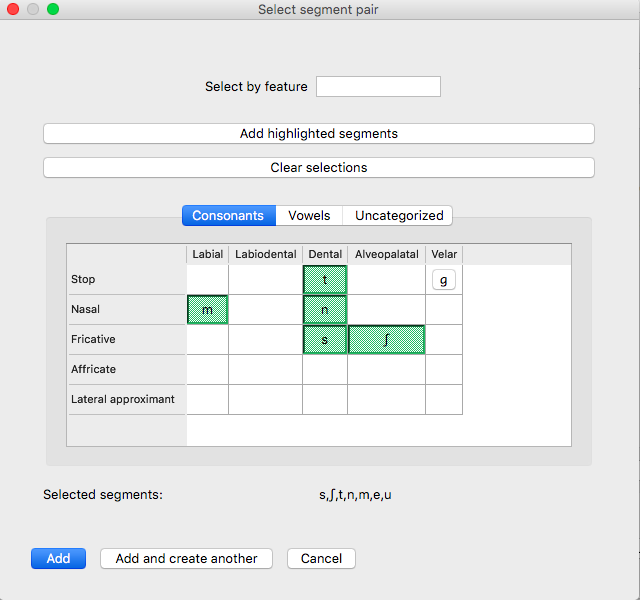 Select segment pair
Select by feature
Add highlighted segments
Clear selections
Consonants Vowels Uncategorized
Labial Labiodental Dental Alveopalatal Velar
Stop t g
Nasal m n
Fricative s ʃ
Affricate
Lateral approximant
Selected segments: s,ʃ,t,n,m,e,u
Add Add and create another Cancel